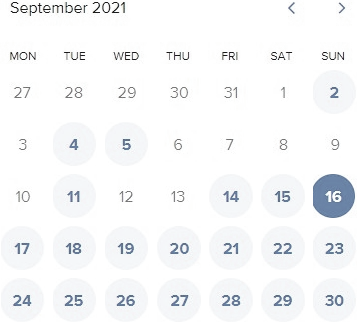 September 2021
MON TUE WED THU FRI SAT SUN
27 28 29 30 31 1 2
3 4 5 6 7 8 9
10 11 12 13 14 15 16
17 18 19 20 21 22 23
24 25 26 27 28 29 30